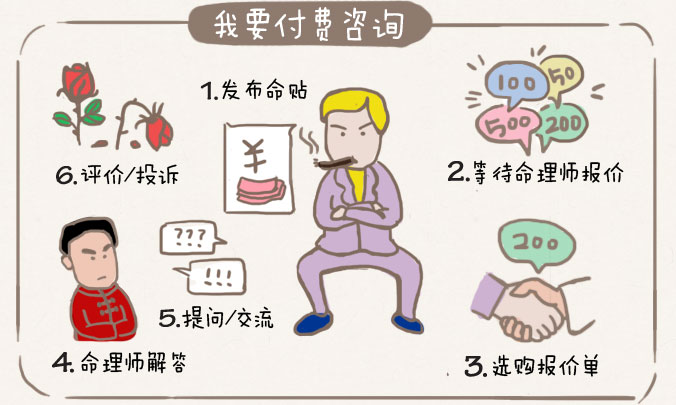 我要付费咨询
1.发布命贴
¥
100
50
500
200
2.等待命理师报价
200
3.选购报价单
4.命理师解答
5.提问/交流
???
!!!
6.评价/投诉